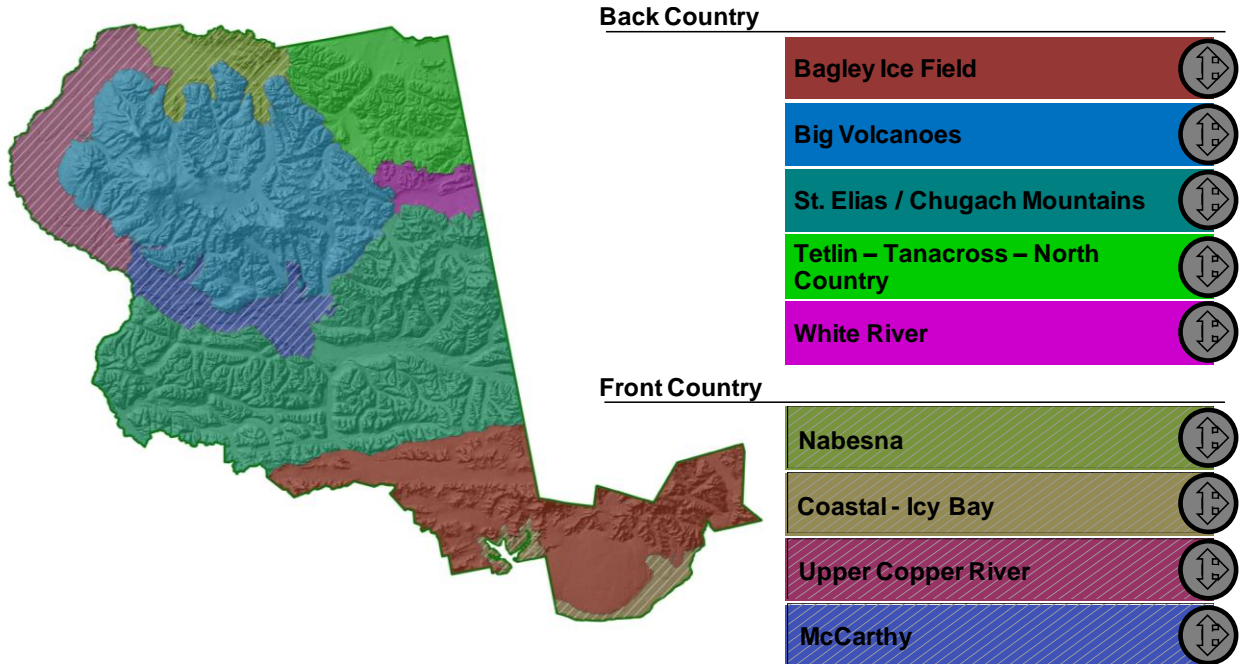 Back Country
Bagley Ice Field
Big Volcanoes
St. Elias / Chugach Mountains
Tetlin – Tanacross – North
Country
White River
Front Country
Nabesna
Coastal - Icy Bay
Upper Copper River
McCarthy